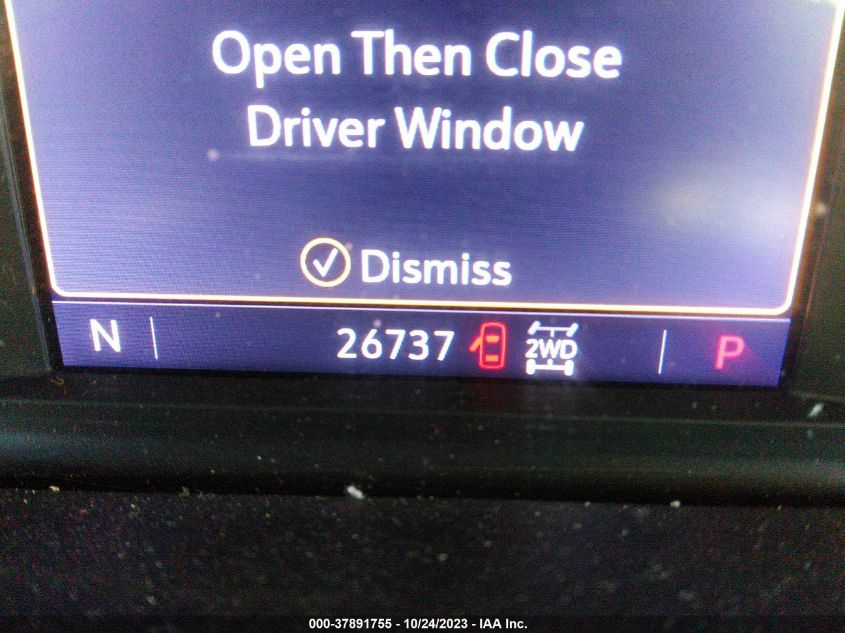 Open Then Close
Driver Window
Dismiss
N 26737 2WD P
000-37891755 - 10/24/2023 - IAA Inc.